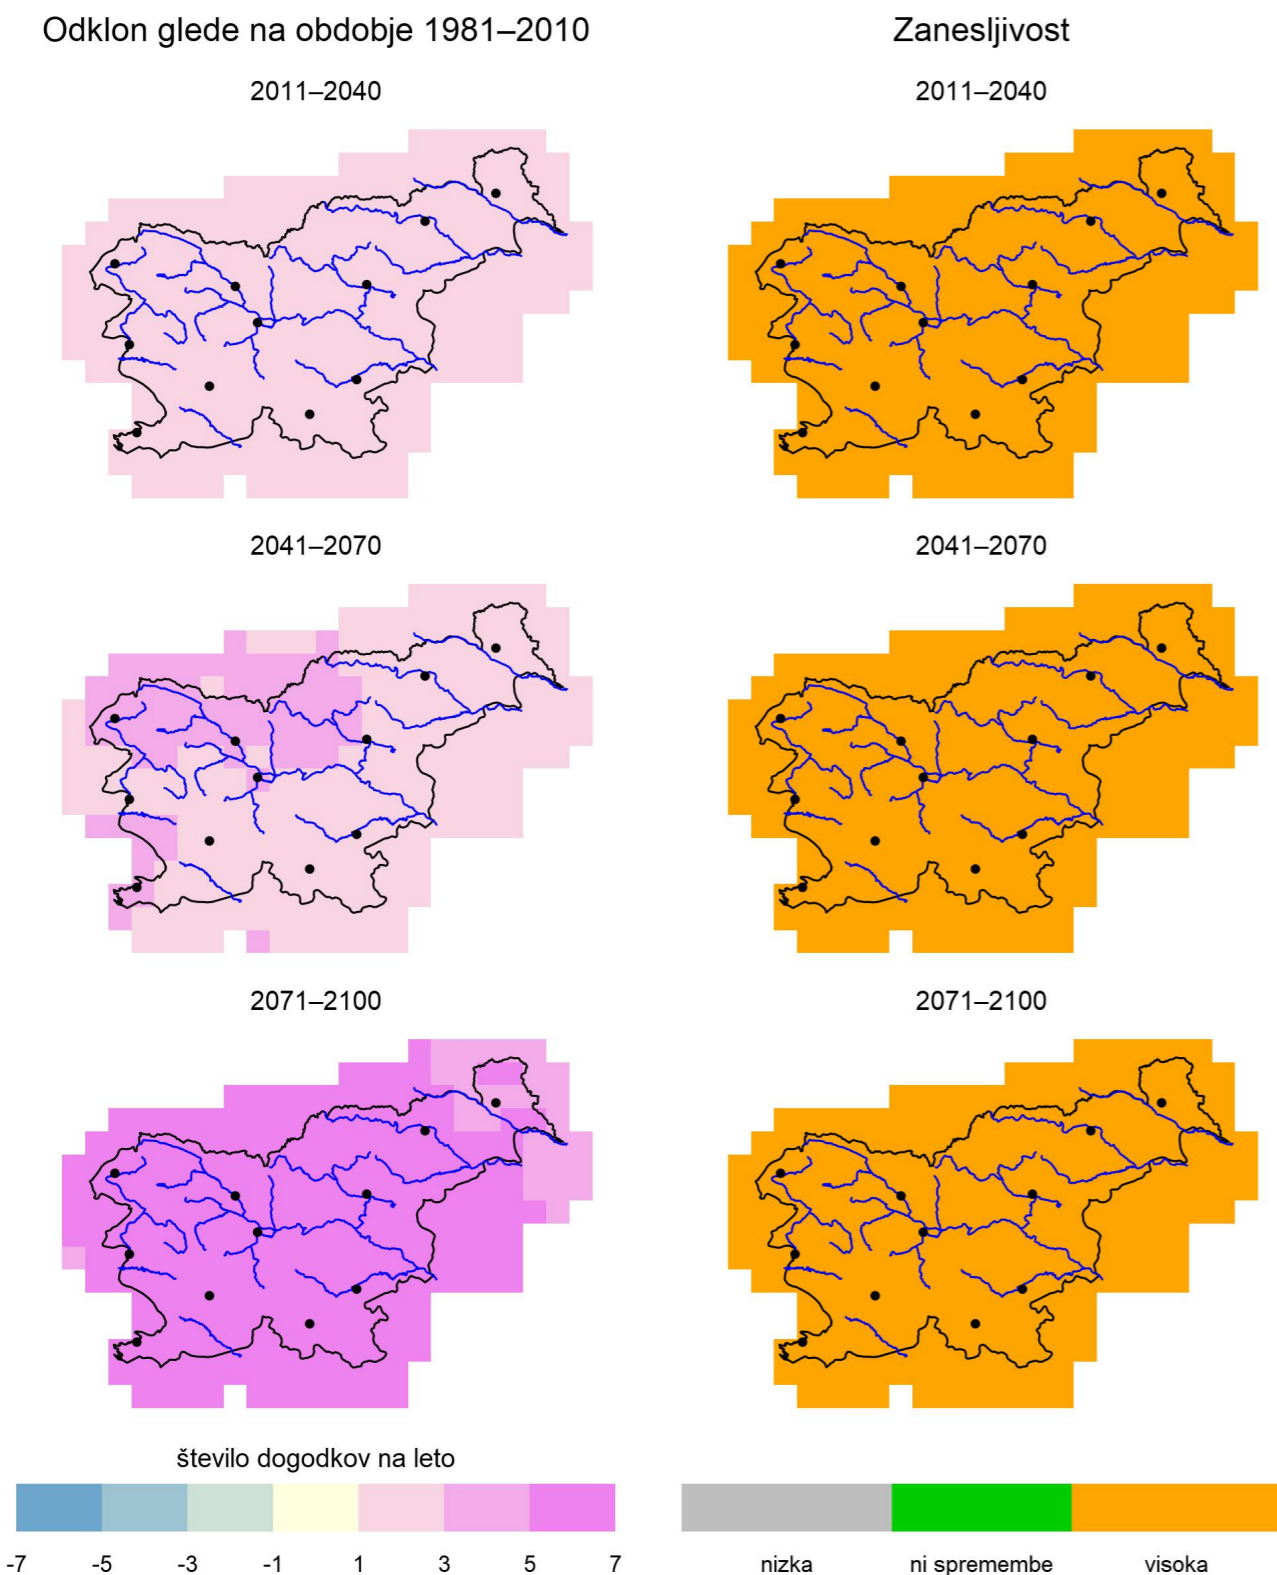 Odklon glede na obdobje 1981–2010
Zanesljivost
2011–2040
2011–2040
2041–2070
2041–2070
2071–2100
2071–2100
število dogodkov na leto
-7 -5 -3 -1 1 3 5 7
nizka ni spremembe visoka